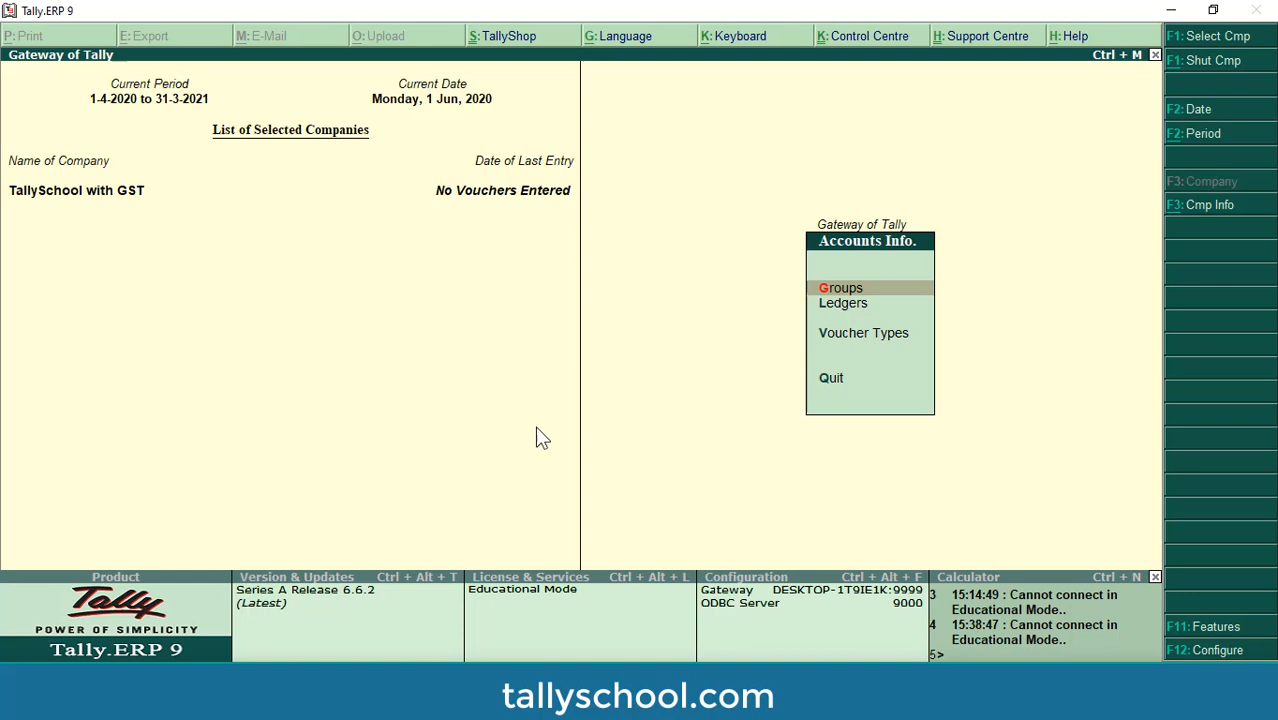 Tally.ERP 9
P: Print
E: Export
M: E-Mail
O: Upload
S: TallyShop
G: Language
K: Keyboard
K: Control Centre
H: Support Centre
H: Help
F1: Select Cmp
F1: Shut Cmp
F2: Date
F2: Period
F3: Company
F3: Cmp Info
F11: Features
F12: Configure
Gateway of Tally
Ctrl + M
Current Period
1-4-2020 to 31-3-2021
Current Date
Monday, 1 Jun, 2020
List of Selected Companies
Name of Company
Date of Last Entry
TallySchool with GST
No Vouchers Entered
Gateway of Tally
Accounts Info.
Groups
Ledgers
Voucher Types
Quit
Product
Tally
POWER OF SIMPLICITY
Tally.ERP 9
Version & Updates Ctrl + Alt + T
Series A Release 6.6.2
(Latest)
License & Services Ctrl + Alt + L
Educational Mode
Configuration Ctrl + Alt + F
Gateway DESKTOP-1T9IE1K:9999
ODBC Server 9000
Calculator Ctrl + N
3 15:14:49 : Cannot connect in
Educational Mode..
4 15:38:47 : Cannot connect in
Educational Mode..
5>
tallyschool.com